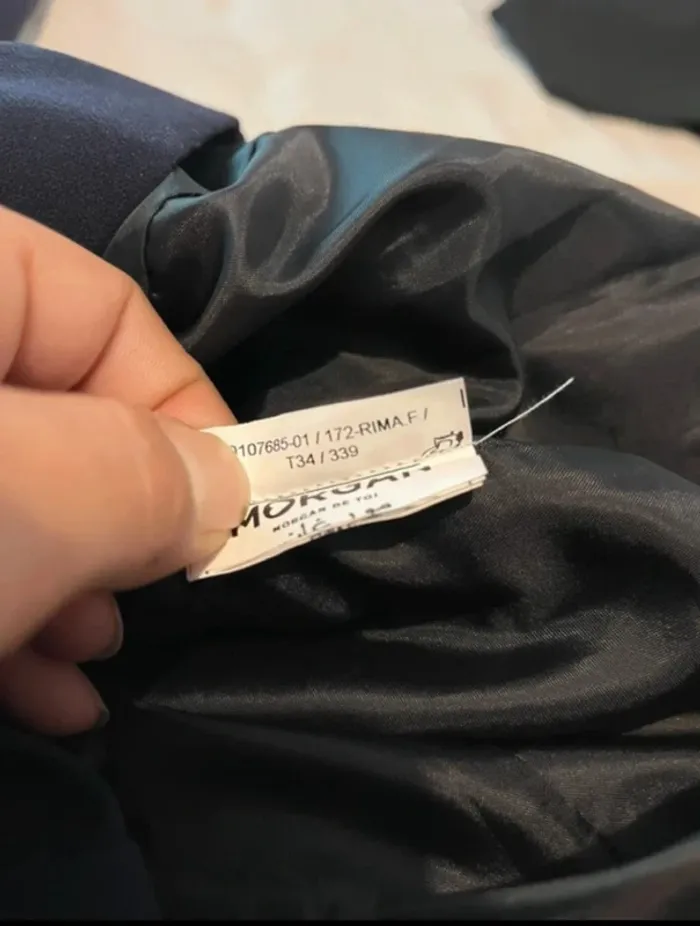 107685-01 / 172-RIMA.F /
T34 / 339
MORGAN
MORGAN DE TOI